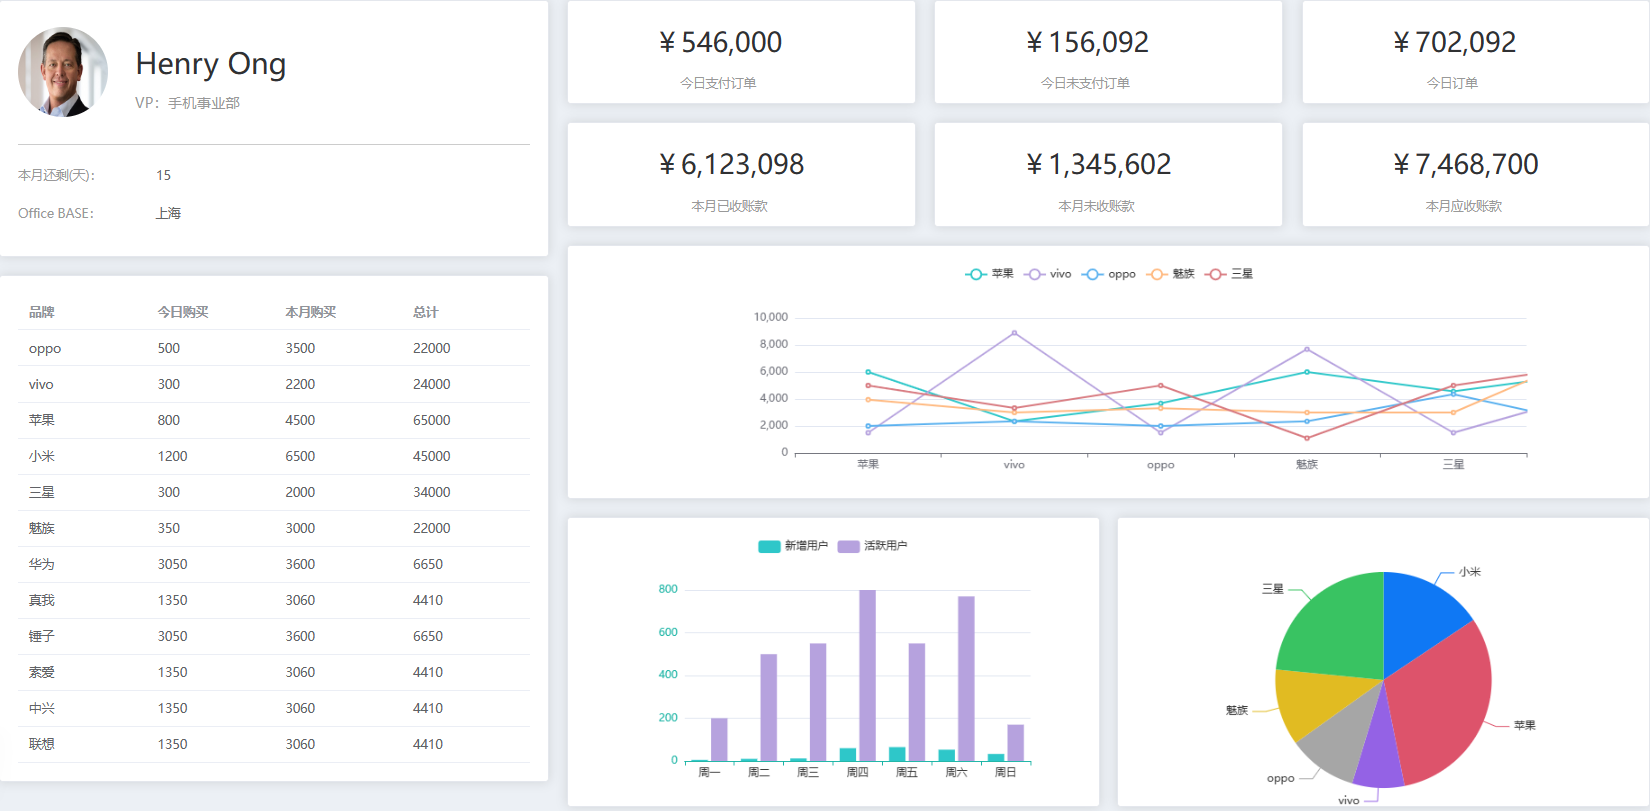 Henry Ong
VP：手机事业部
本月还剩(天)： 15
Office BASE： 上海
品牌 今日购买 本月购买 总计
oppo 500 3500 22000
vivo 300 2200 24000
苹果 800 4500 65000
小米 1200 6500 45000
三星 300 2000 34000
魅族 350 3000 22000
华为 3050 3600 6650
真我 1350 3060 4410
锤子 3050 3600 6650
索爱 1350 3060 4410
中兴 1350 3060 4410
联想 1350 3060 4410
¥ 546,000
今日支付订单
¥ 156,092
今日未支付订单
¥ 702,092
今日订单
¥ 6,123,098
本月已收账款
¥ 1,345,602
本月未收账款
¥ 7,468,700
本月应收账款
苹果 vivo oppo 魅族 三星
10,000
8,000
6,000
4,000
2,000
0
苹果 vivo oppo 魅族 三星
新增用户 活跃用户
800
600
400
200
0
周一 周二 周三 周四 周五 周六 周日
小米
三星
魅族
苹果
oppo
vivo